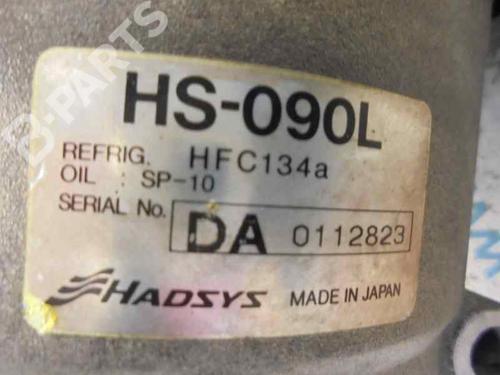 HS-090L
REFRIG. HFC134a
OIL : SP-10
SERIAL No. DA 0112823
HADSYS MADE IN JAPAN
B-PARTS